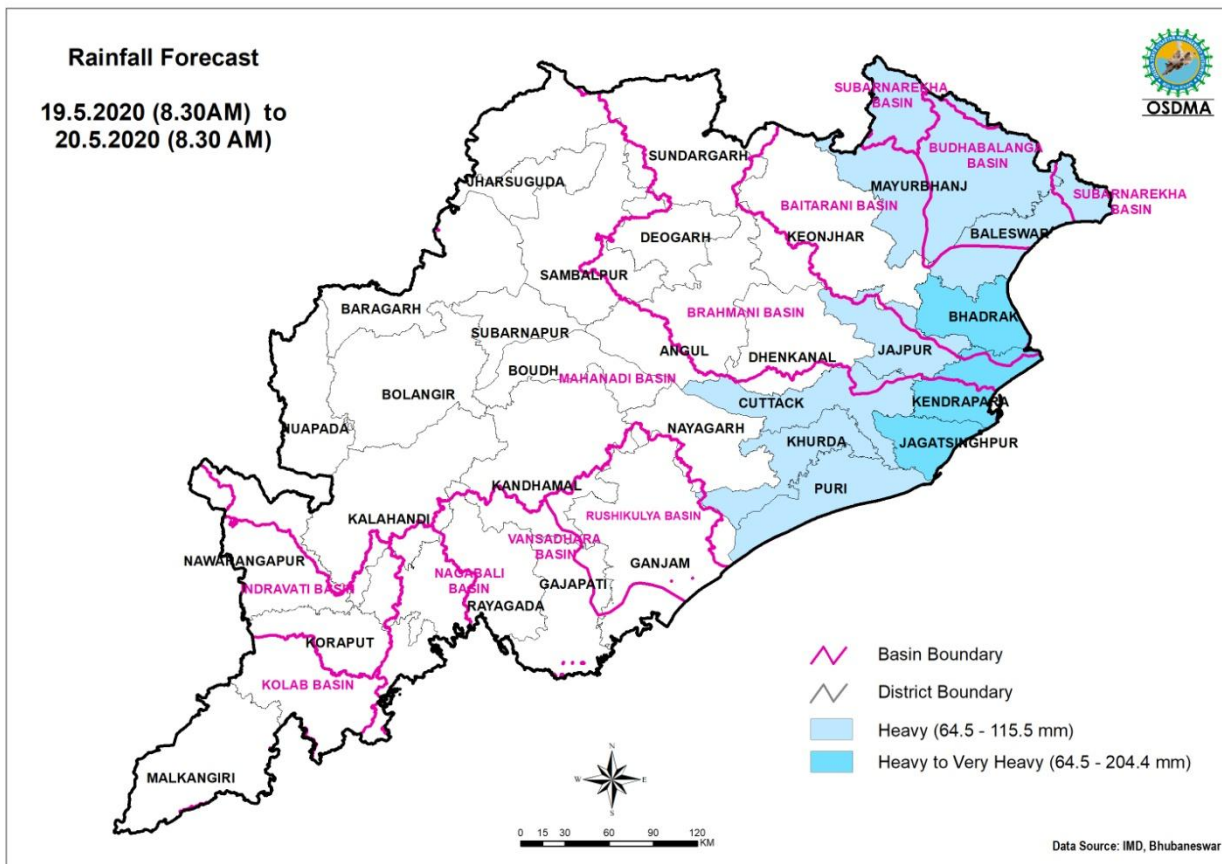 Rainfall Forecast
19.5.2020 (8.30AM) to
20.5.2020 (8.30 AM)
OSDMA
SUBARNAREKHA
BASIN
BUDHABALANGA
BASIN
SUNDARGARH
JHARSUGUDA
MAYURBHANJ
SUBARNAREKHA
BASIN
BAITARANI BASIN
BALESWAR
DEOGARH
KEONJHAR
SAMBALPUR
BARAGARH
BRAHMANI BASIN
BHADRAK
SUBARNAPUR
ANGUL
DHENKANAL
JAJPUR
BOUDH
MAHANADI BASIN
BOLANGIR
CUTTACK
KENDRAPARA
NUAPADA
NAYAGARH
KHURDA
JAGATSINGHPUR
KANDHAMAL
PURI
KALAHANDI
RUSHIKULYA BASIN
VANSADHARA
BASIN
NAWARANGAPUR
GANJAM
NAGABALI
BASIN
GAJAPATI
INDRAVATI BASIN
RAYAGADA
KORAPUT
KOLAB BASIN
MALKANGIRI
Basin Boundary
District Boundary
Heavy (64.5 - 115.5 mm)
Heavy to Very Heavy (64.5 - 204.4 mm)
N
W E
S
0 15 30 60 90 120
KM
Data Source: IMD, Bhubaneswar